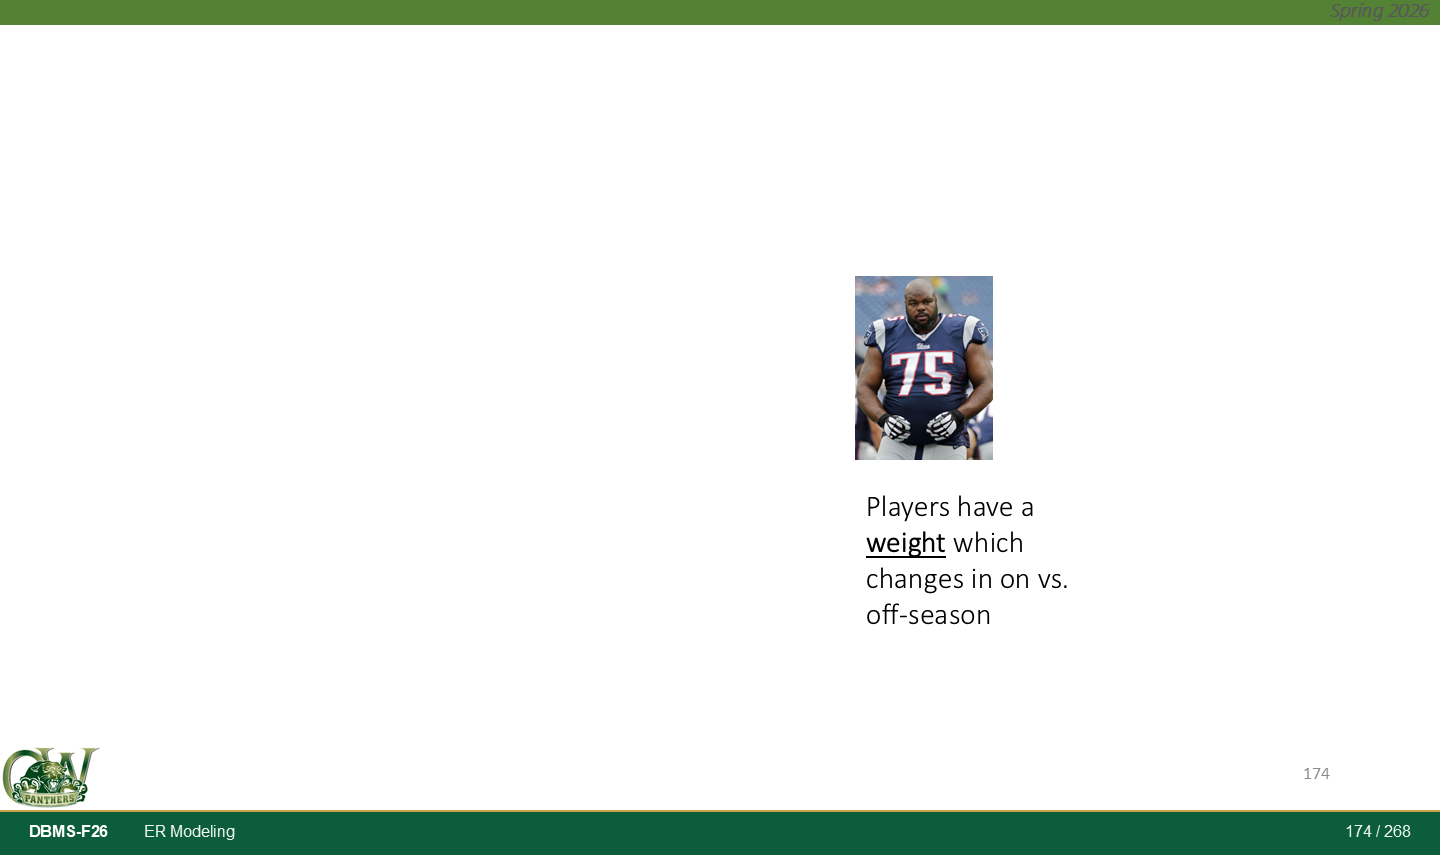 Spring 2026
75
Players have a
weight which
changes in on vs.
off-season
OW
PANTHERS
174
DBMS-F26 ER Modeling 174 / 268